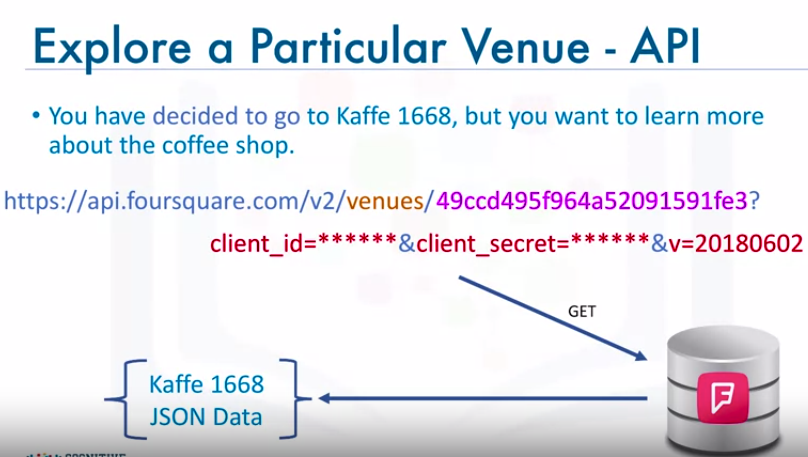 Explore a Particular Venue - API
• You have decided to go to Kaffe 1668, but you want to learn more
about the coffee shop.
https://api.foursquare.com/v2/venues/49ccd495f964a52091591fe3?
client_id=******&client_secret=******&v=20180602
GET
Kaffe 1668
JSON Data